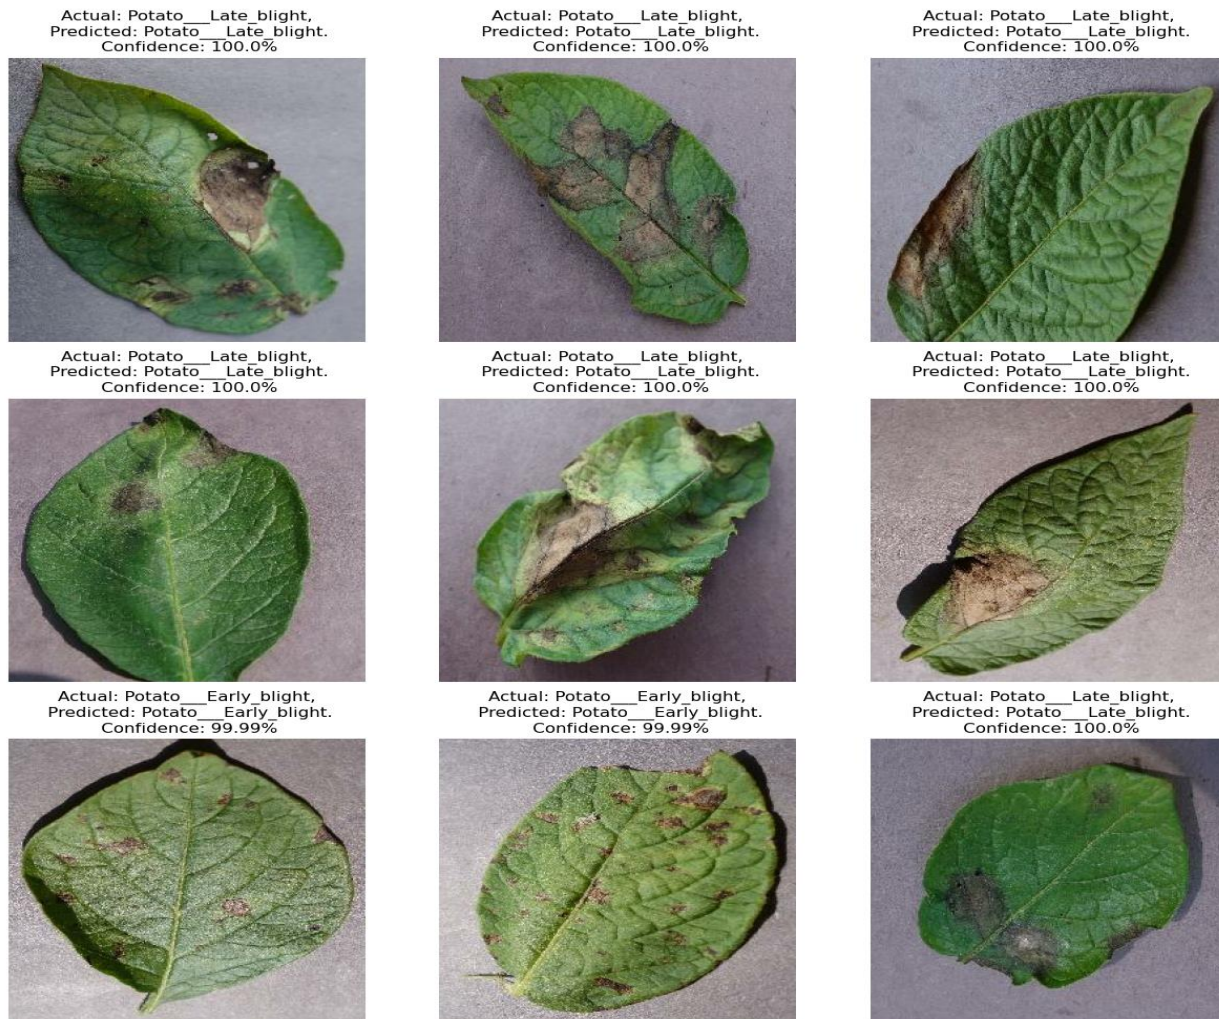 Actual: Potato___Late_blight,
Predicted: Potato___Late_blight.
Confidence: 100.0%
Actual: Potato___Late_blight,
Predicted: Potato___Late_blight.
Confidence: 100.0%
Actual: Potato___Late_blight,
Predicted: Potato___Late_blight.
Confidence: 100.0%
Actual: Potato___Late_blight,
Predicted: Potato___Late_blight.
Confidence: 100.0%
Actual: Potato___Late_blight,
Predicted: Potato___Late_blight.
Confidence: 100.0%
Actual: Potato___Late_blight,
Predicted: Potato___Late_blight.
Confidence: 100.0%
Actual: Potato___Early_blight,
Predicted: Potato___Early_blight.
Confidence: 99.99%
Actual: Potato___Early_blight,
Predicted: Potato___Early_blight.
Confidence: 99.99%
Actual: Potato___Late_blight,
Predicted: Potato___Late_blight.
Confidence: 100.0%